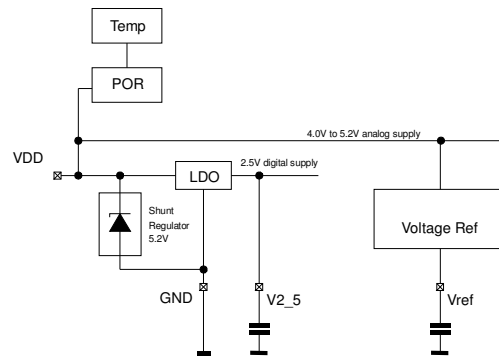 Temp
POR
4.0V to 5.2V analog supply
VDD
2.5V digital supply
LDO
Shunt
Regulator
5.2V
Voltage Ref
GND
V2_5
Vref